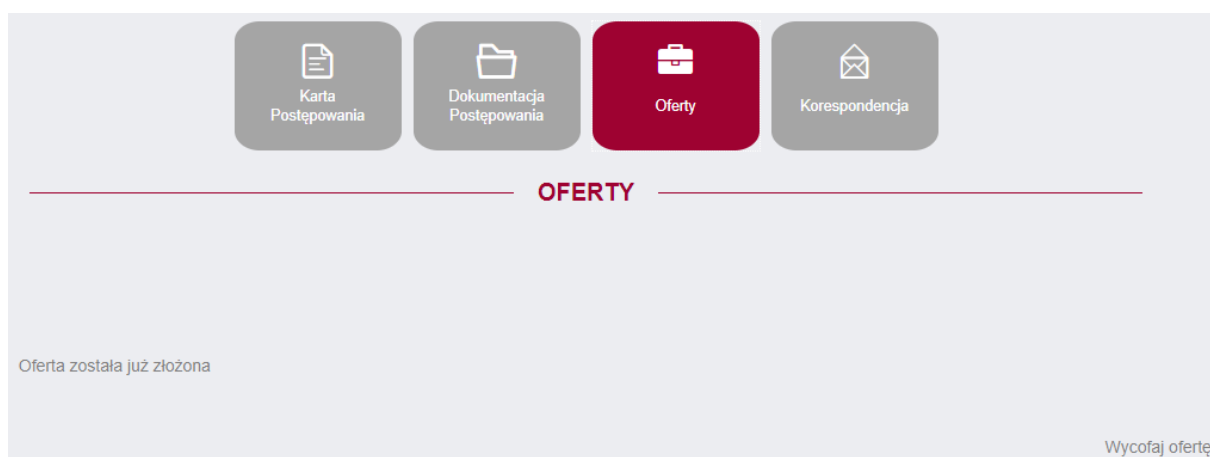 Karta
Postępowania
Dokumentacja
Postępowania
Oferty
Korespondencja
OFERTY
Oferta została już złożona
Wycofaj ofertę